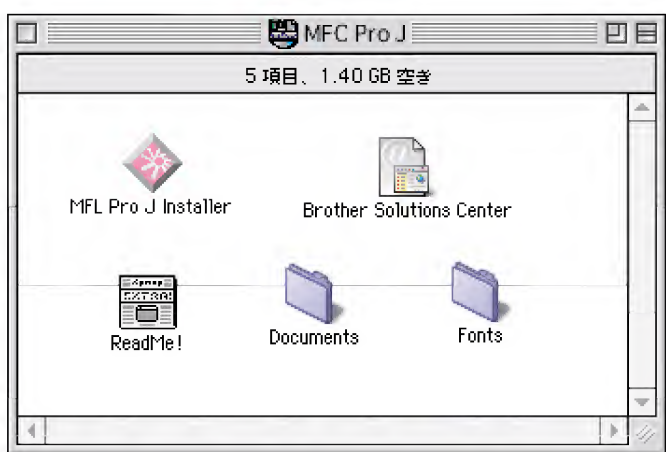 MFC Pro J
5 項目、1.40 GB 空き
MFL Pro J Installer
Brother Solutions Center
ReadMe!
Documents
Fonts